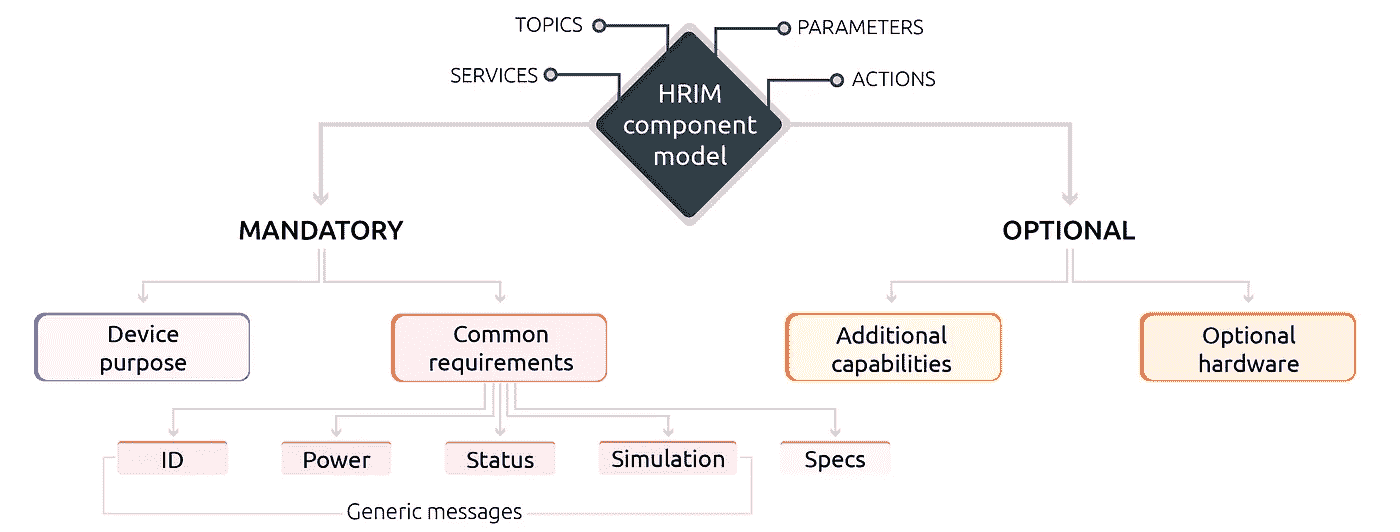 TOPICS
PARAMETERS
SERVICES
ACTIONS
HRIM
component
model
MANDATORY
OPTIONAL
Device
purpose
Common
requirements
Additional
capabilities
Optional
hardware
ID
Power
Status
Simulation
Specs
Generic messages